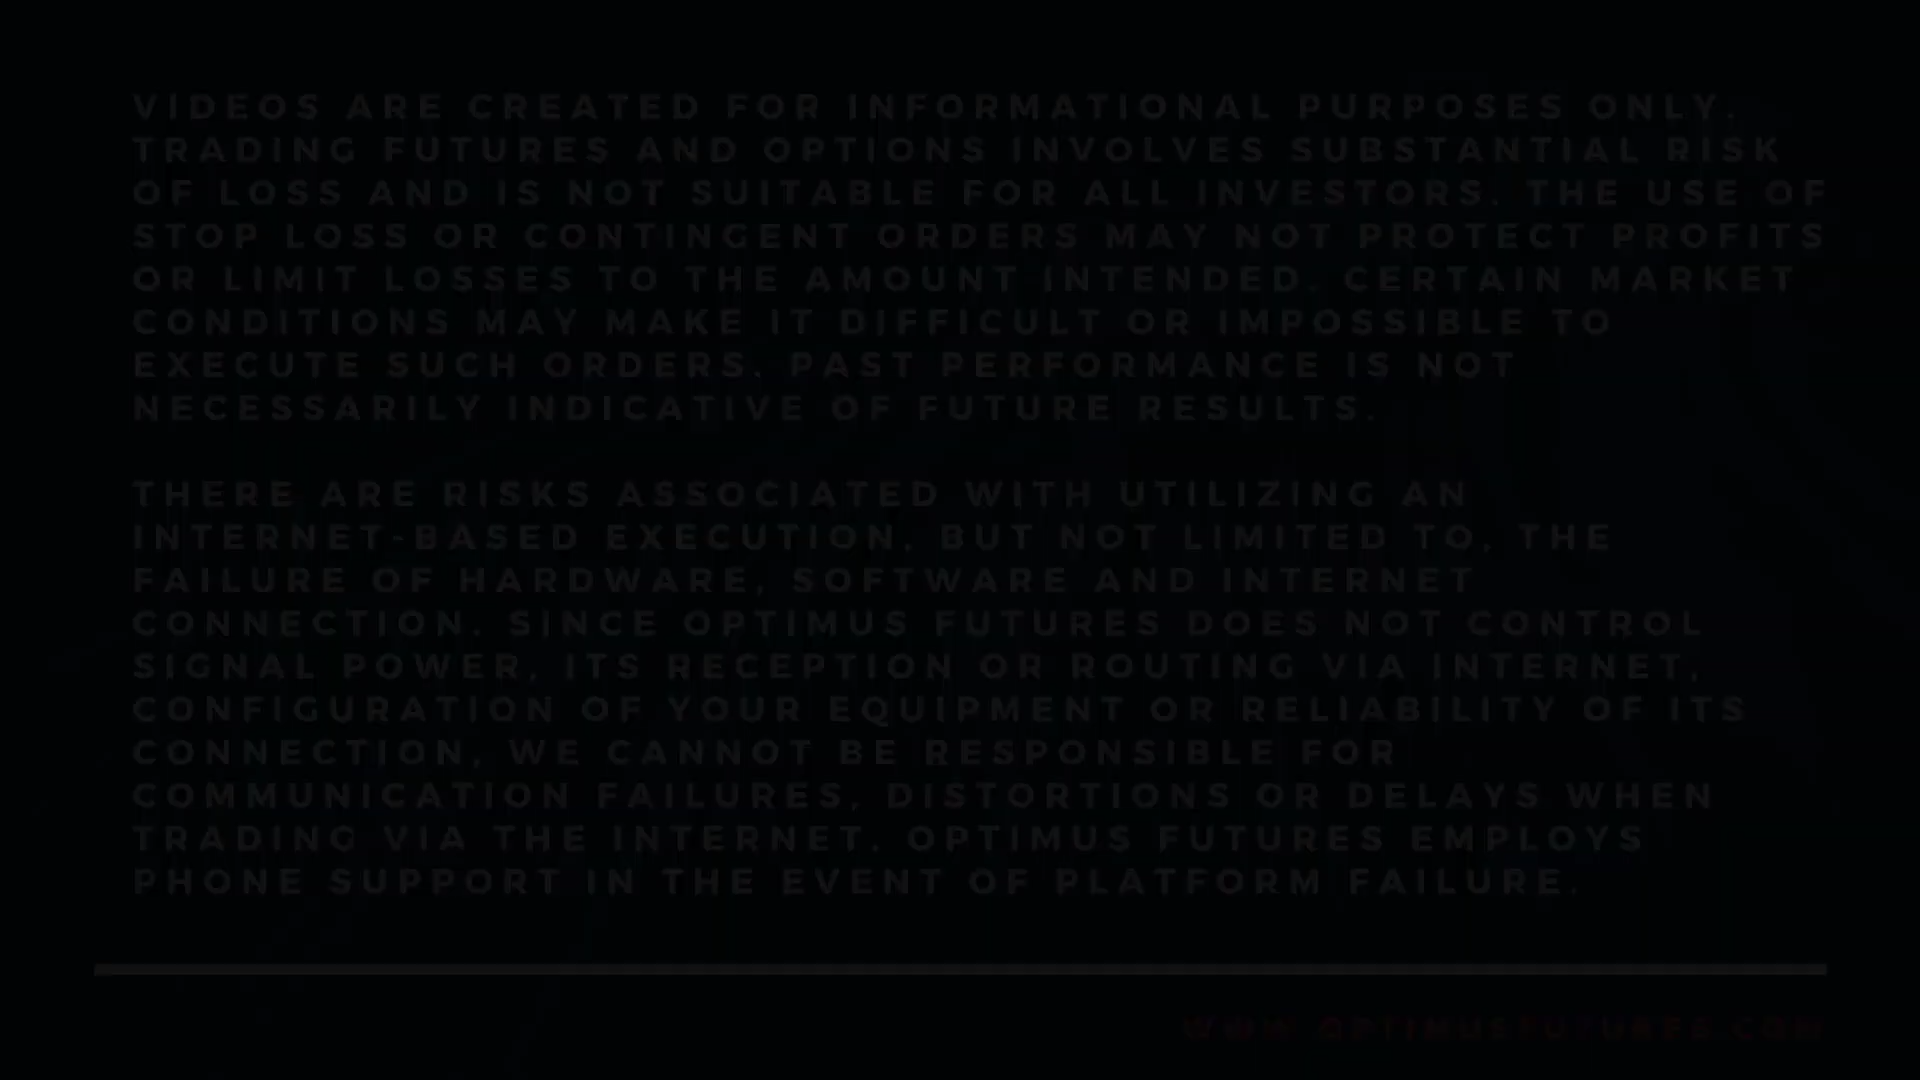 VIDEOS ARE CREATED FOR INFORMATIONAL PURPOSES ONLY.
TRADING FUTURES AND OPTIONS INVOLVES SUBSTANTIAL RISK
OF LOSS AND IS NOT SUITABLE FOR ALL INVESTORS. THE USE OF
STOP LOSS OR CONTINGENT ORDERS MAY NOT PROTECT PROFITS
OR LIMIT LOSSES TO THE AMOUNT INTENDED. CERTAIN MARKET
CONDITIONS MAY MAKE IT DIFFICULT OR IMPOSSIBLE TO
EXECUTE SUCH ORDERS. PAST PERFORMANCE IS NOT
NECESSARILY INDICATIVE OF FUTURE RESULTS.
THERE ARE RISKS ASSOCIATED WITH UTILIZING AN
INTERNET-BASED EXECUTION. BUT NOT LIMITED TO, THE
FAILURE OF HARDWARE, SOFTWARE AND INTERNET
CONNECTION. SINCE OPTIMUS FUTURES DOES NOT CONTROL
SIGNAL POWER, ITS RECEPTION OR ROUTING VIA INTERNET,
CONFIGURATION OF YOUR EQUIPMENT OR RELIABILITY OF ITS
CONNECTION, WE CANNOT BE RESPONSIBLE FOR
COMMUNICATION FAILURES, DISTORTIONS OR DELAYS WHEN
TRADING VIA THE INTERNET. OPTIMUS FUTURES EMPLOYS
PHONE SUPPORT IN THE EVENT OF PLATFORM FAILURE.
WWW.OPTIMUSFUTURES.COM